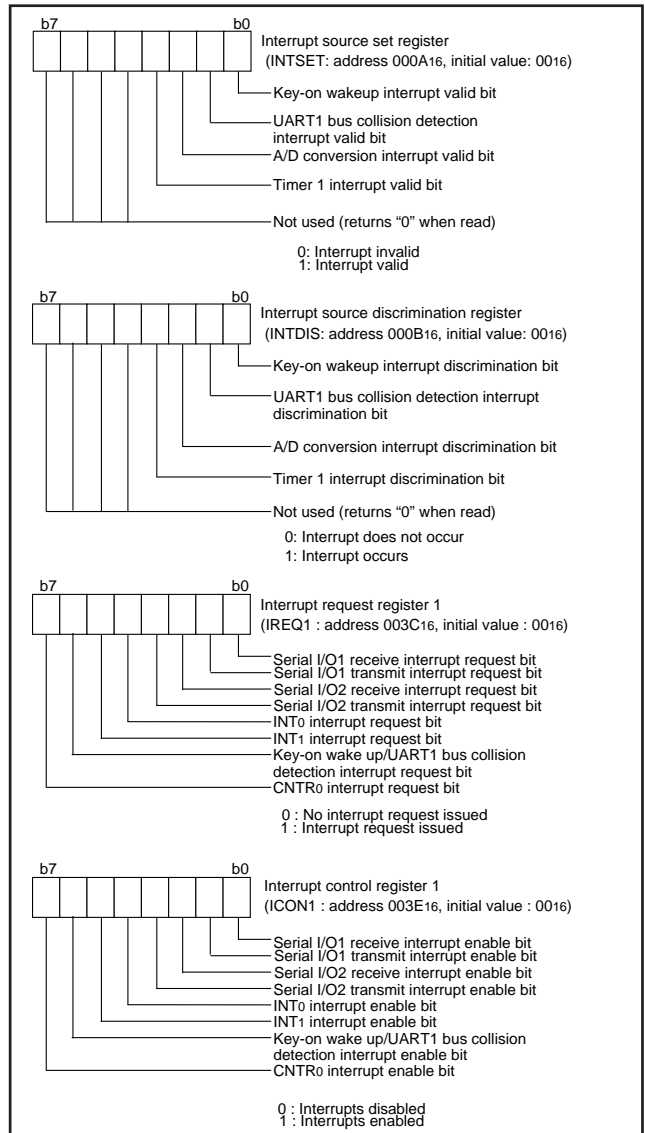 b7 b0
Interrupt source set register
(INTSET: address 000A16, initial value: 0016)
Key-on wakeup interrupt valid bit
UART1 bus collision detection
interrupt valid bit
A/D conversion interrupt valid bit
Timer 1 interrupt valid bit
Not used (returns “0” when read)
0: Interrupt invalid
1: Interrupt valid
b7 b0
Interrupt source discrimination register
(INTDIS: address 000B16, initial value: 0016)
Key-on wakeup interrupt discrimination bit
UART1 bus collision detection interrupt
discrimination bit
A/D conversion interrupt discrimination bit
Timer 1 interrupt discrimination bit
Not used (returns “0” when read)
0: Interrupt does not occur
1: Interrupt occurs
b7 b0
Interrupt request register 1
(IREQ1 : address 003C16, initial value : 0016)
Serial I/O1 receive interrupt request bit
Serial I/O1 transmit interrupt request bit
Serial I/O2 receive interrupt request bit
Serial I/O2 transmit interrupt request bit
INT0 interrupt request bit
INT1 interrupt request bit
Key-on wake up/UART1 bus collision
detection interrupt request bit
CNTR0 interrupt request bit
0 : No interrupt request issued
1 : Interrupt request issued
b7 b0
Interrupt control register 1
(ICON1 : address 003E16, initial value : 0016)
Serial I/O1 receive interrupt enable bit
Serial I/O1 transmit interrupt enable bit
Serial I/O2 receive interrupt enable bit
Serial I/O2 transmit interrupt enable bit
INT0 interrupt enable bit
INT1 interrupt enable bit
Key-on wake up/UART1 bus collision
detection interrupt enable bit
CNTR0 interrupt enable bit
0 : Interrupts disabled
1 : Interrupts enabled